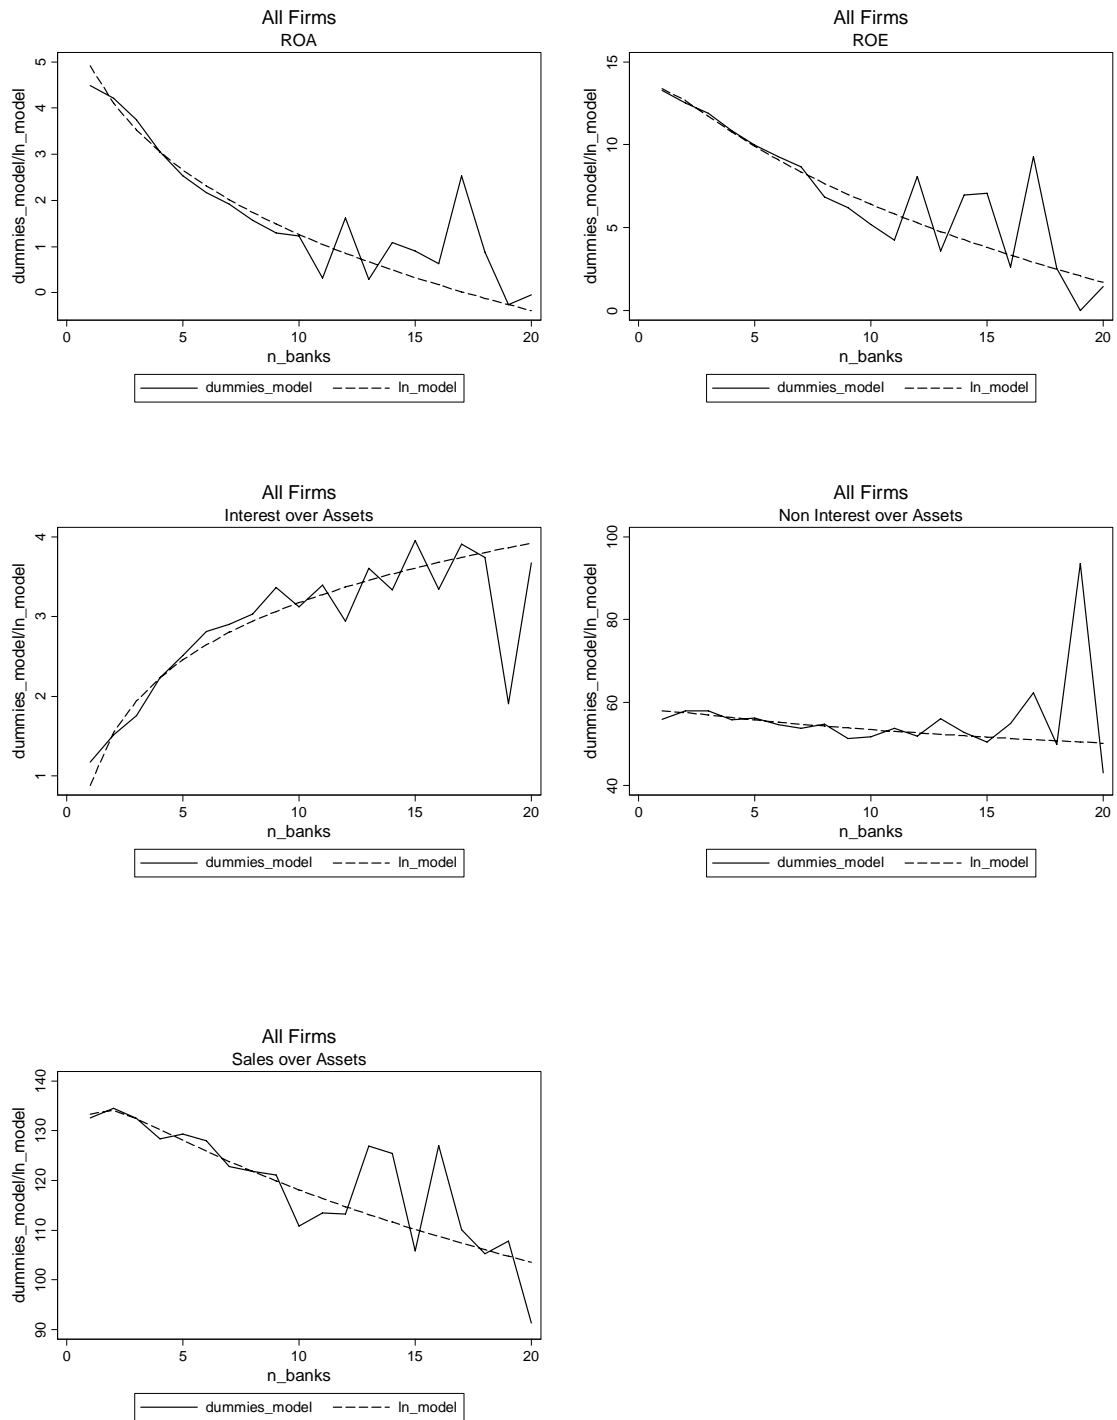 All Firms
ROA
dummies_model/ln_model
5
4
3
2
1
0
0 5 10 15 20
n_banks
dummies_model ln_model
All Firms
ROE
dummies_model/ln_model
15
10
5
0
0 5 10 15 20
n_banks
dummies_model ln_model
All Firms
Interest over Assets
dummies_model/ln_model
4
3
2
1
0 5 10 15 20
n_banks
dummies_model ln_model
All Firms
Non Interest over Assets
dummies_model/ln_model
100
80
60
40
0 5 10 15 20
n_banks
dummies_model ln_model
All Firms
Sales over Assets
dummies_model/ln_model
140
130
120
110
100
90
0 5 10 15 20
n_banks
dummies_model ln_model